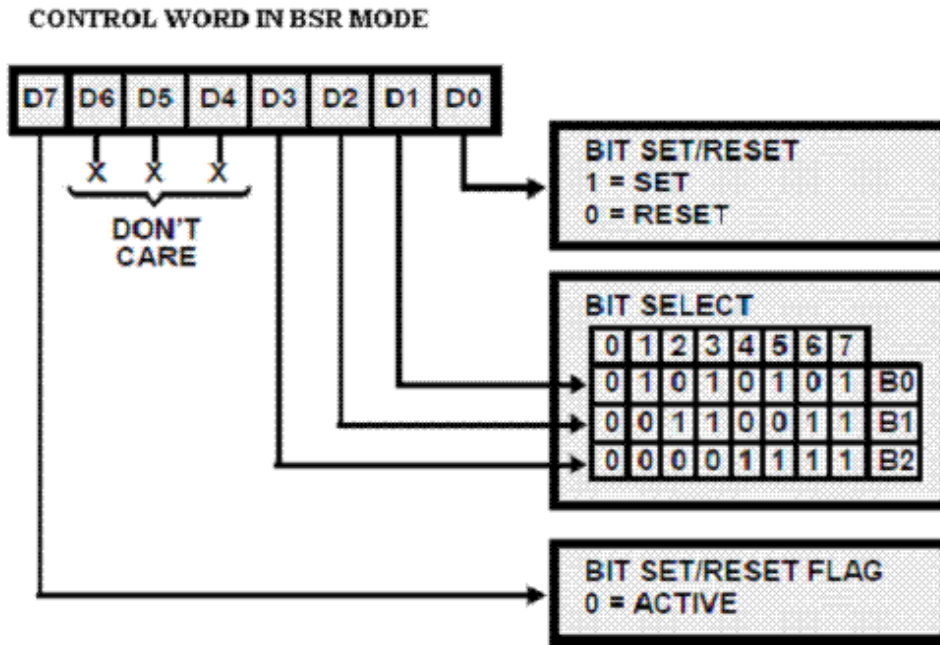 CONTROL WORD IN BSR MODE
D7 D6 D5 D4 D3 D2 D1 D0
X X X
DON'T
CARE
BIT SET/RESET
1 = SET
0 = RESET
BIT SELECT
0 1 2 3 4 5 6 7
0 1 0 1 0 1 0 1 B0
0 0 1 1 0 0 1 1 B1
0 0 0 0 1 1 1 1 B2
BIT SET/RESET FLAG
0 = ACTIVE